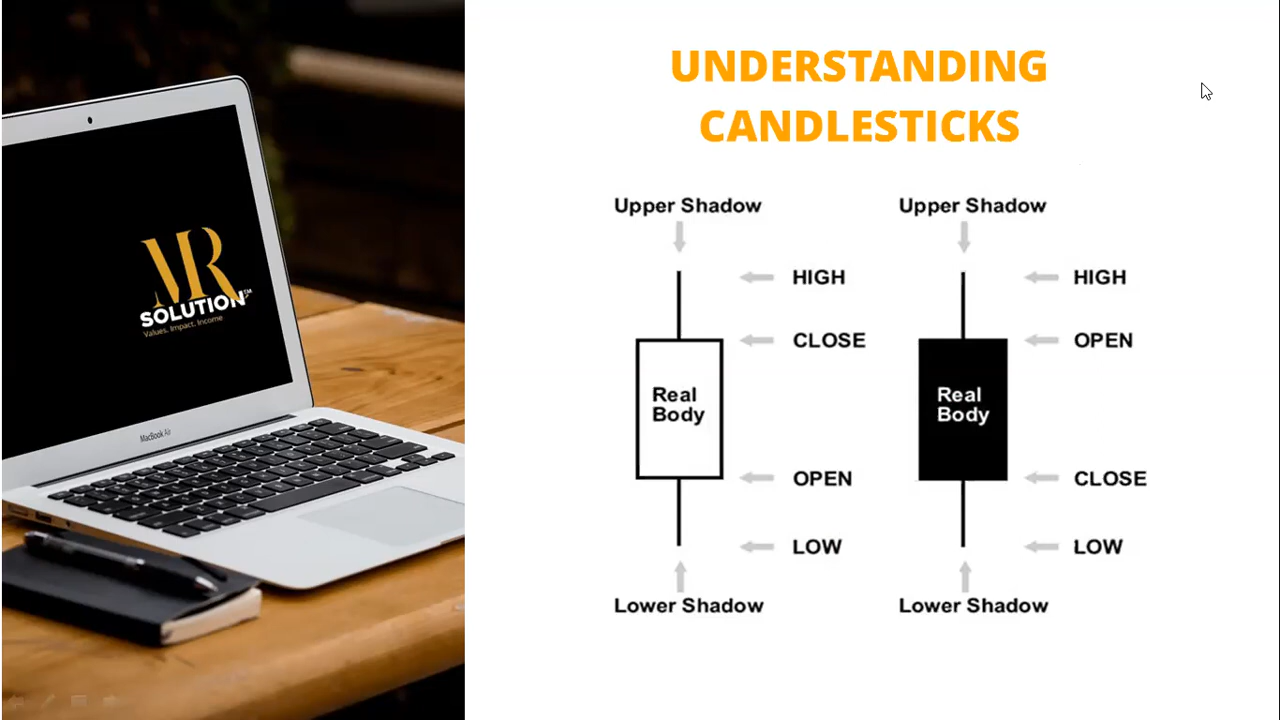 UNDERSTANDING
CANDLESTICKS
MR
SOLUTION™
Values. Impact. Income
MacBook Air
Upper Shadow
HIGH
CLOSE
Real
Body
OPEN
LOW
Lower Shadow
Upper Shadow
HIGH
OPEN
Real
Body
CLOSE
LOW
Lower Shadow